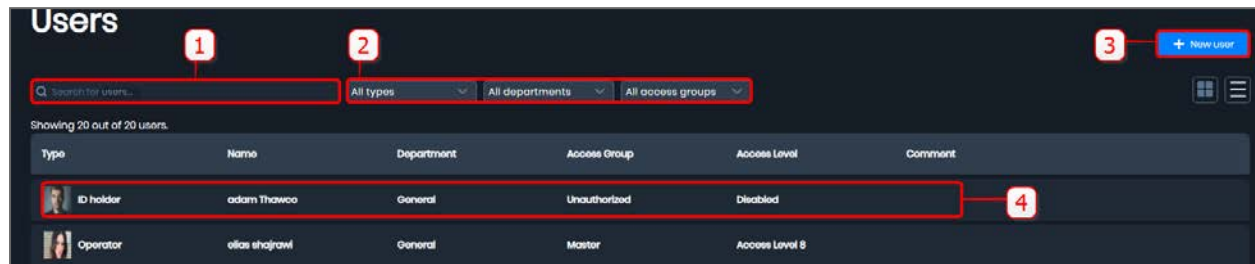 Users
1
2
3
+ New user
Search for users...
All types
All departments
All access groups
Showing 20 out of 20 users.
Type Name Department Access Group Access Level Comment
ID holder adam Thawco General Unauthorized Disabled
4
Operator elias shajrawi General Master Access Level 8